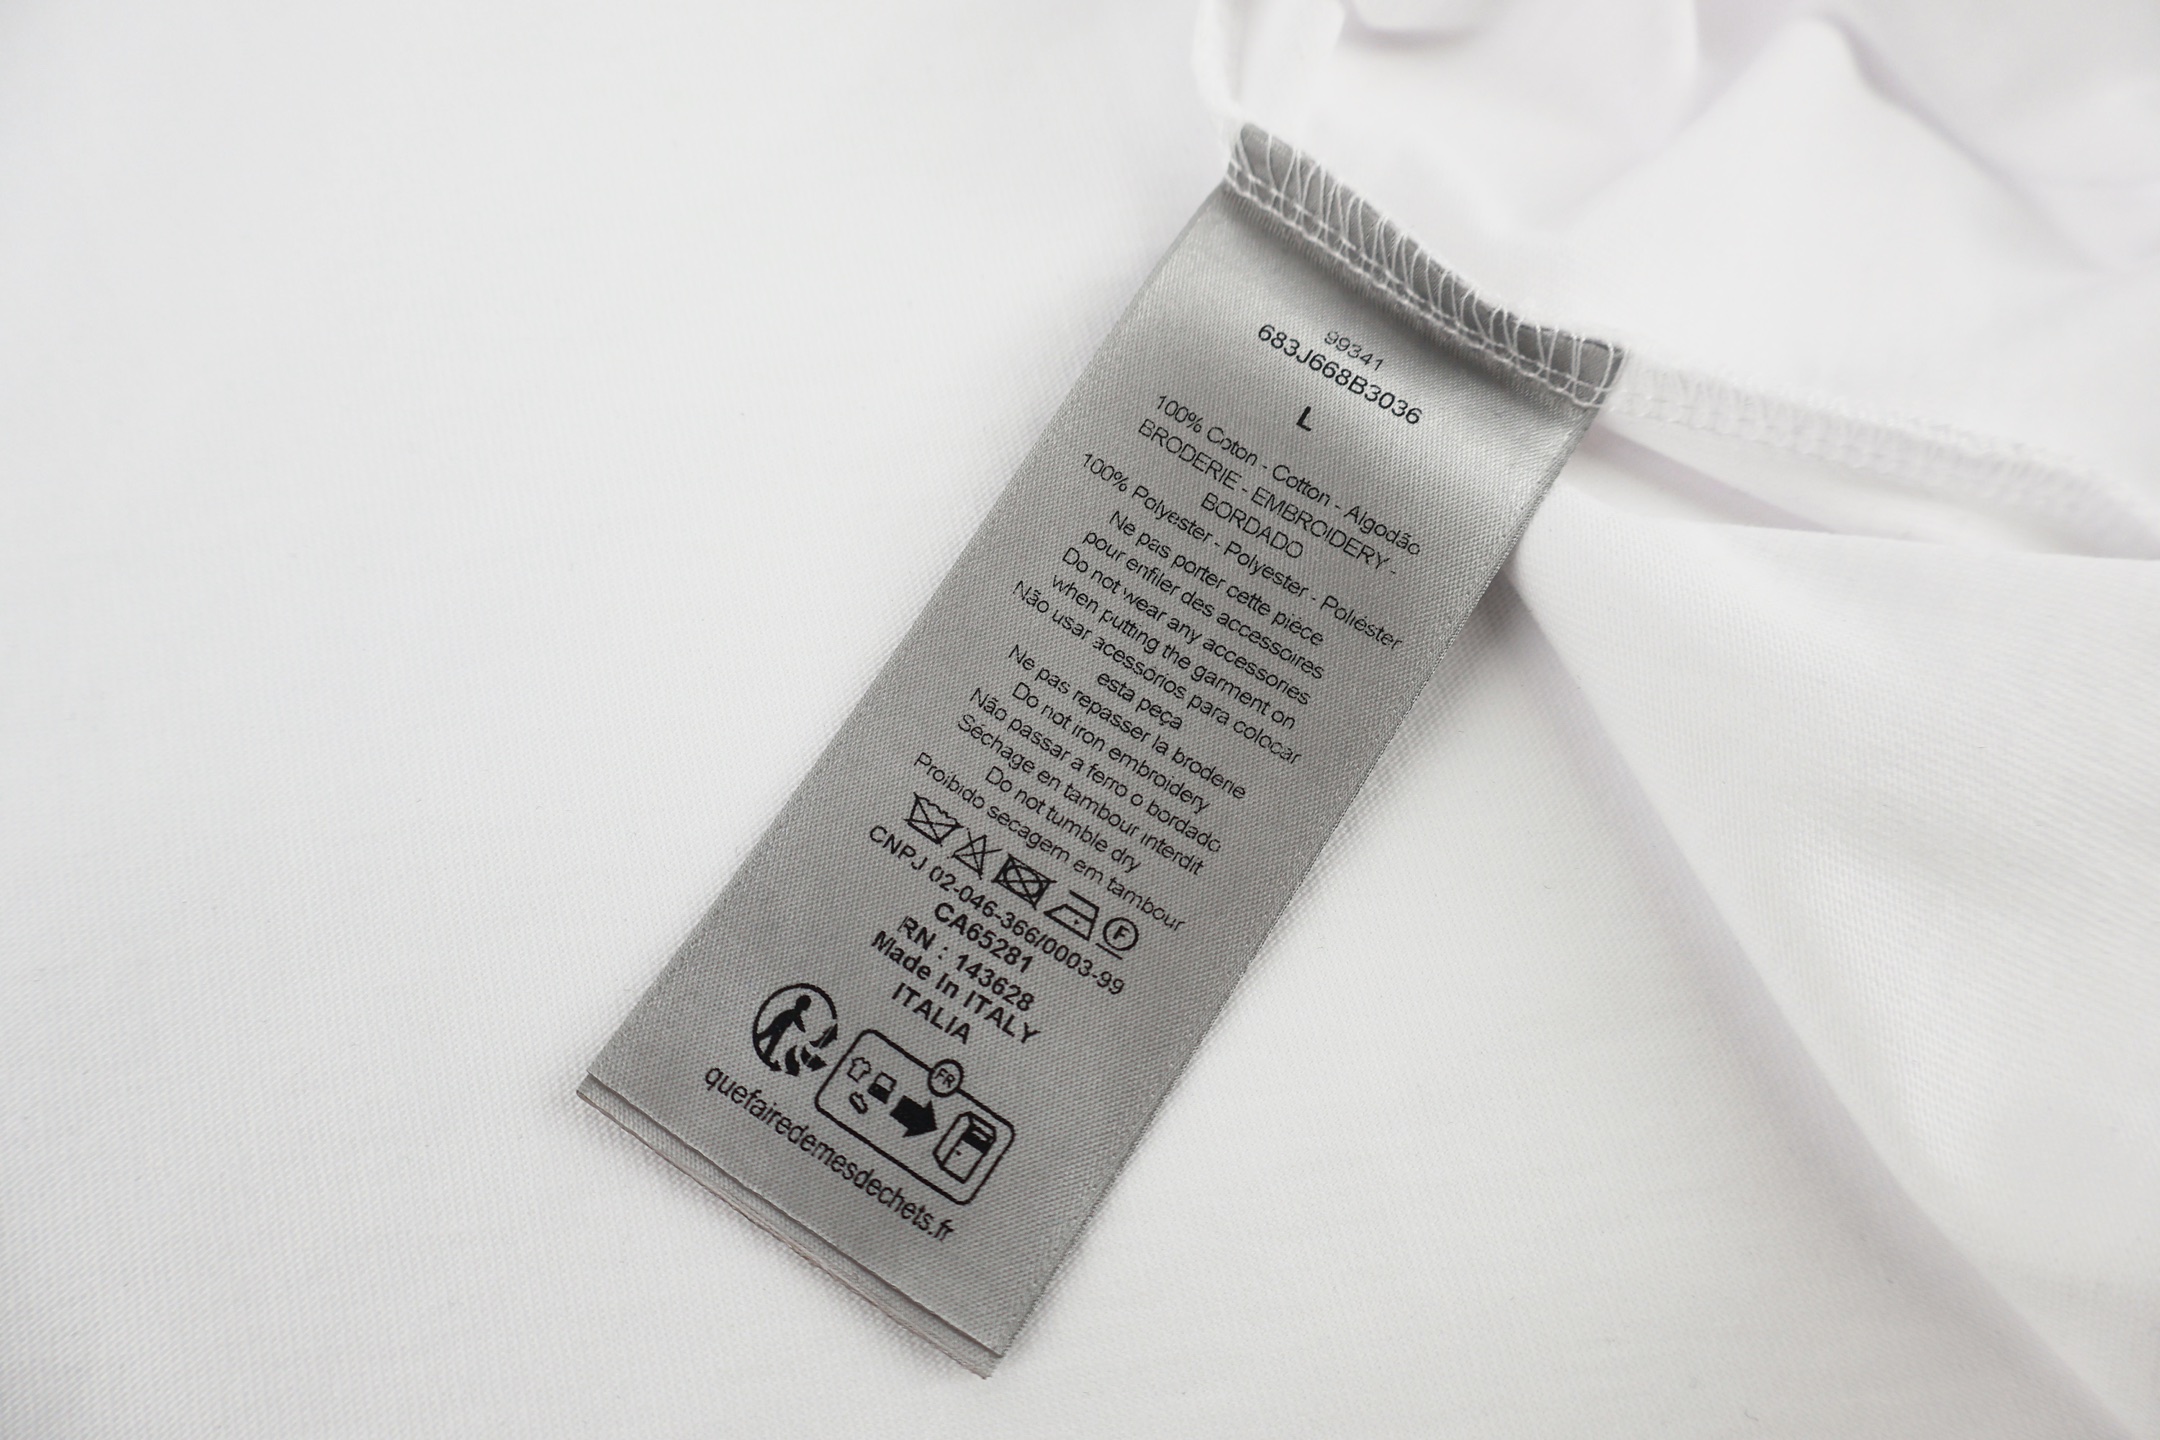 99341
683J668B3036
L
100% Coton - Cotton - Algodão
BRODERIE - EMBROIDERY -
BORDADO
100% Polyester - Polyester - Poliéster
Ne pas porter cette pièce
pour enfiler des accessoires
Do not wear any accessories
when putting the garment on
Não usar acessórios para colocar
esta peça
Ne pas repasser la broderie
Do not iron embroidery
Não passar a ferro o bordado
Séchage en tambour interdit
Do not tumble dry
Proibido secagem em tambour
F
CNPJ 02-046-366/0003-99
CA65281
RN : 143628
Made In ITALY
ITALIA
FR
quefairedemesdechets.fr